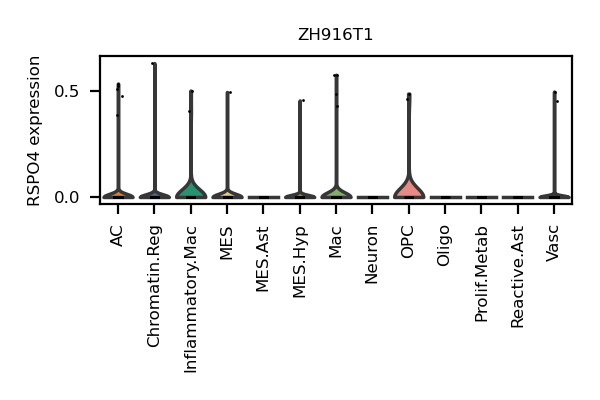 ZH916T1
RSPO4 expression
0.5
0.0
AC
Chromatin.Reg
Inflammatory.Mac
MES
MES.Ast
MES.Hyp
Mac
Neuron
OPC
Oligo
Prolif.Metab
Reactive.Ast
Vasc